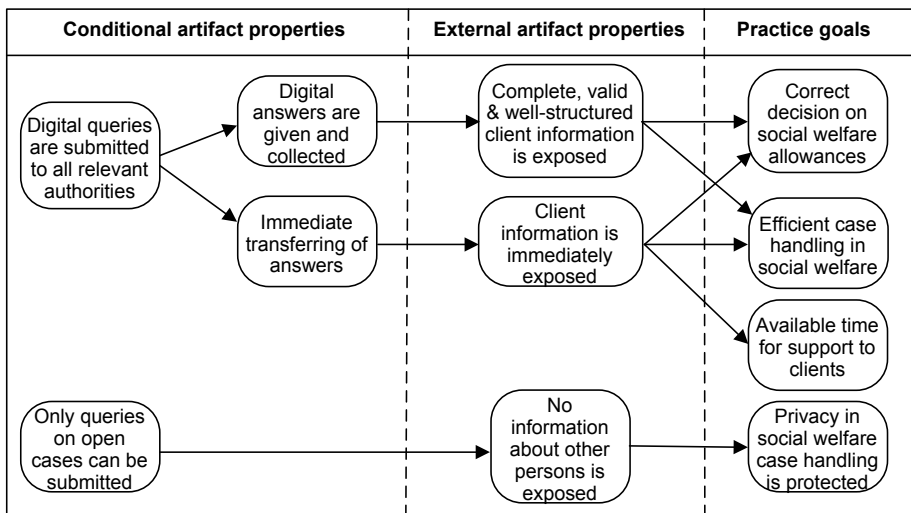 Conditional artifact properties
External artifact properties
Practice goals
Digital queries
are submitted
to all relevant
authorities
Digital
answers are
given and
collected
Immediate
transferring of
answers
Complete, valid
& well-structured
client information
is exposed
Client
information is
immediately
exposed
Correct
decision on
social welfare
allowances
Efficient case
handling in
social welfare
Available time
for support to
clients
Only queries
on open
cases can be
submitted
No
information
about other
persons is
exposed
Privacy in
social welfare
case handling
is protected